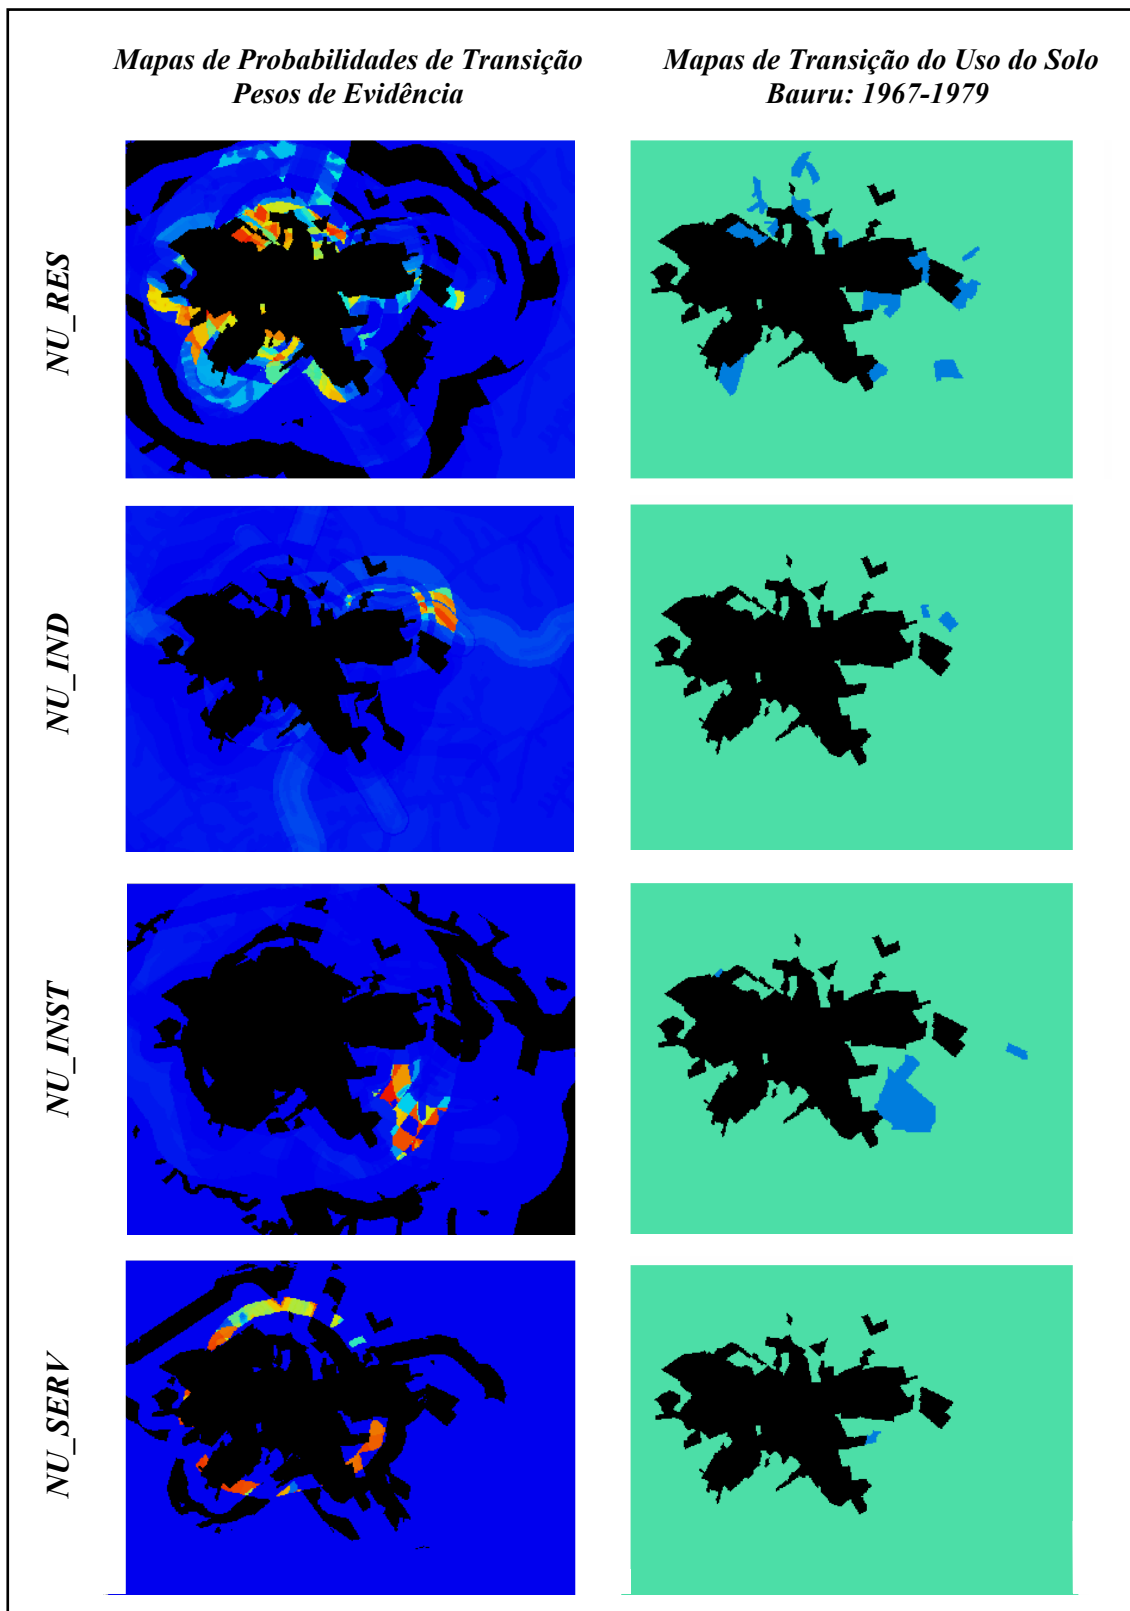 Mapas de Probabilidades de Transição
Pesos de Evidência
Mapas de Transição do Uso do Solo
Bauru: 1967-1979
NU_RES
NU_IND
NU_INST
NU_SERV